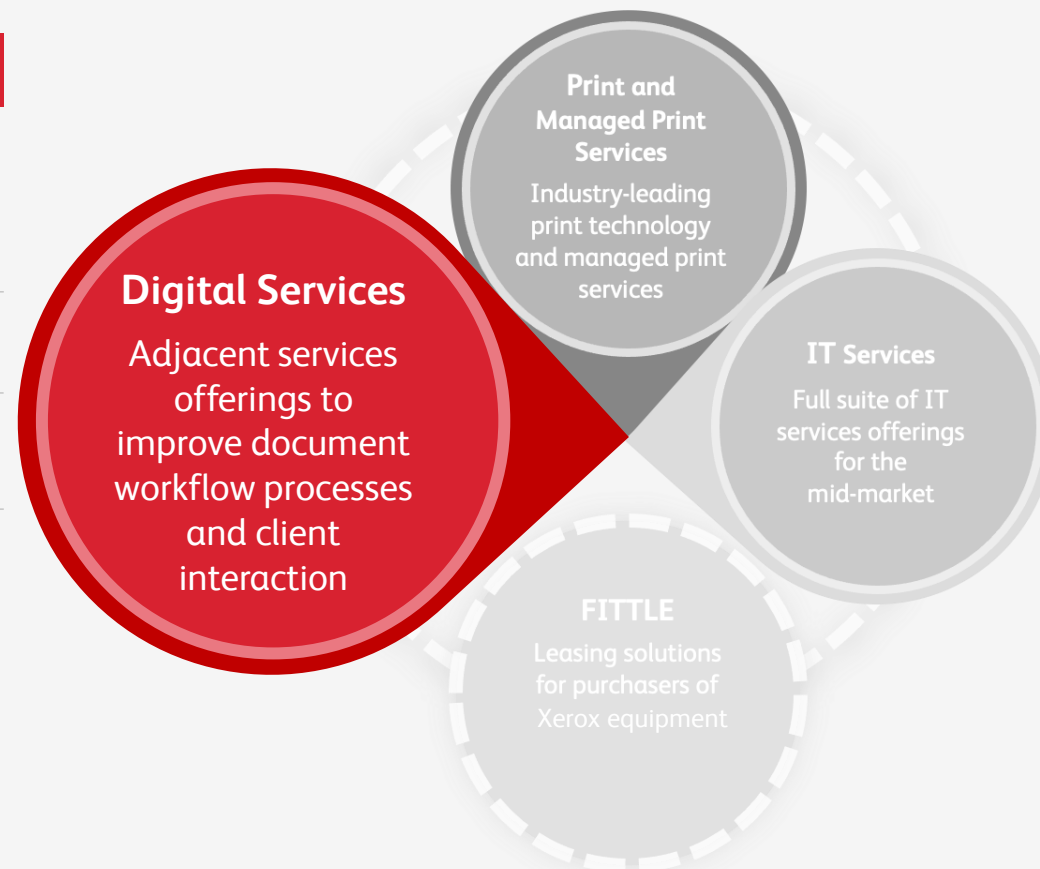 Print and
Managed Print
Services
Industry-leading
print technology
and managed print
services
Digital Services
Adjacent services
offerings to
improve document
workflow processes
and client
interaction
IT Services
Full suite of IT
services offerings
for the
mid-market
FITTLE
Leasing solutions
for purchasers of
Xerox equipment